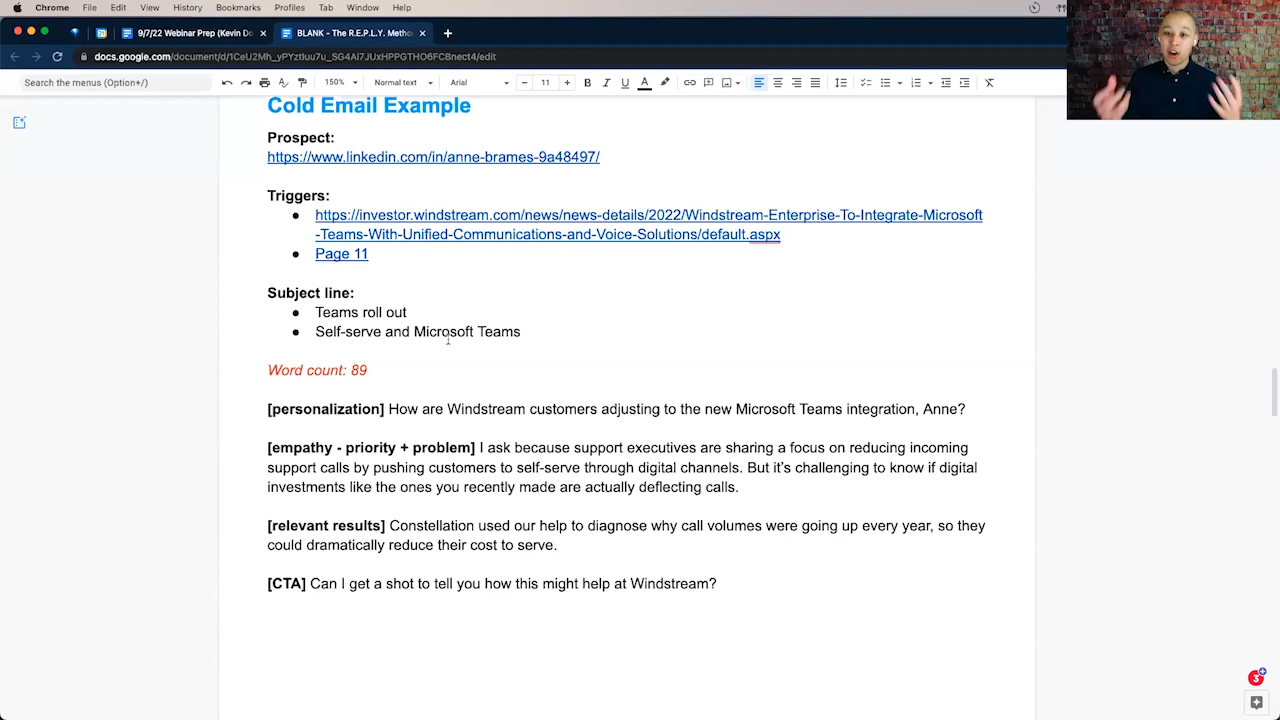 Chrome File Edit View History Bookmarks Profiles Tab Window Help
9/7/22 Webinar Prep (Kevin Do × BLANK - The R.E.P.L.Y. Metho × +
docs.google.com/document/d/1CeU2Mh_yPYztIuu7u_SG4Ai7JUxHPPGTHO6FCBnect4/edit
Search the menus (Option+/) 150% Normal text Arial − 11 + B I U A
Cold Email Example
Prospect:
https://www.linkedin.com/in/anne-brames-9a48497/
Triggers:
● https://investor.windstream.com/news/news-details/2022/Windstream-Enterprise-To-Integrate-Microsoft
-Teams-With-Unified-Communications-and-Voice-Solutions/default.aspx
● Page 11
Subject line:
● Teams roll out
● Self-serve and Microsoft Teams
Word count: 89
[personalization] How are Windstream customers adjusting to the new Microsoft Teams integration, Anne?
[empathy - priority + problem] I ask because support executives are sharing a focus on reducing incoming
support calls by pushing customers to self-serve through digital channels. But it’s challenging to know if digital
investments like the ones you recently made are actually deflecting calls.
[relevant results] Constellation used our help to diagnose why call volumes were going up every year, so they
could dramatically reduce their cost to serve.
[CTA] Can I get a shot to tell you how this might help at Windstream?
3